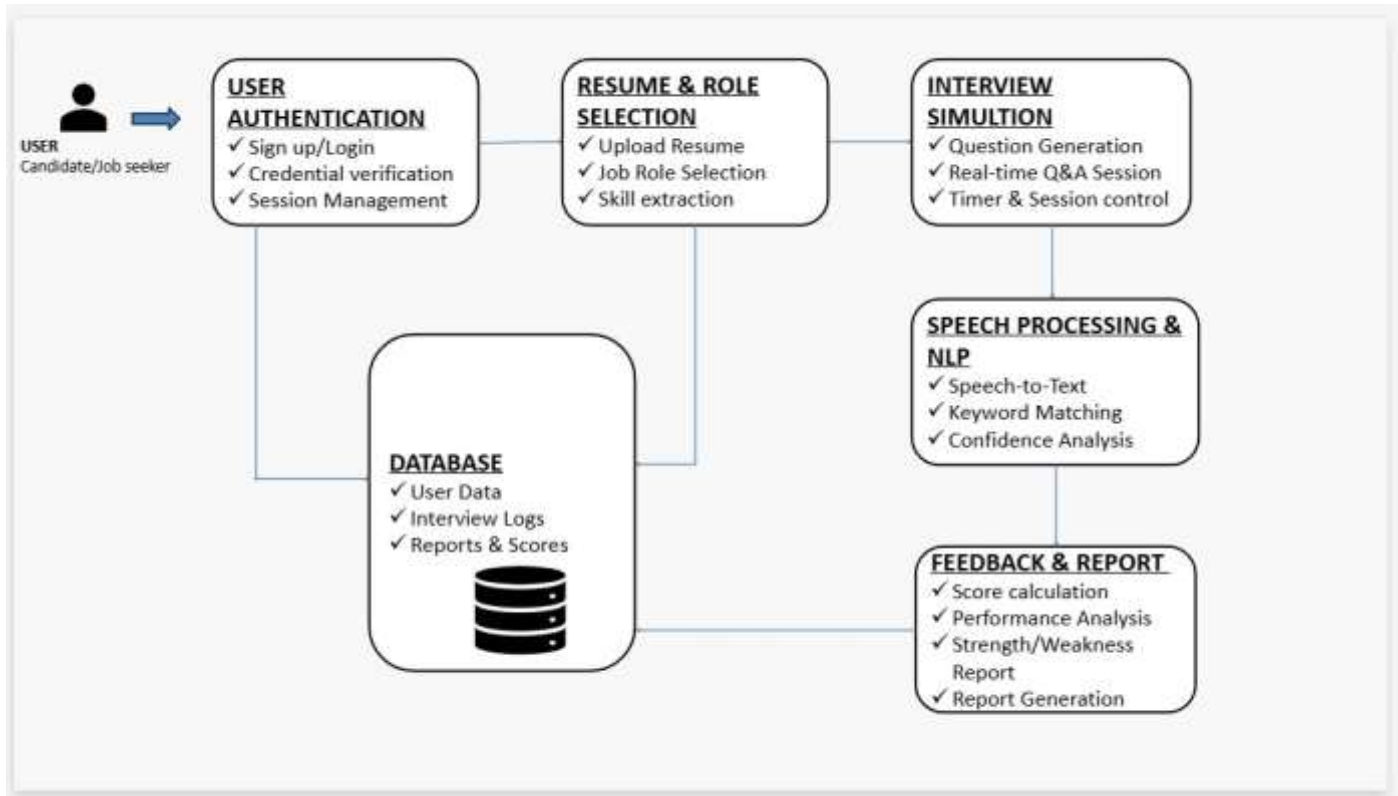 USER
Candidate/Job seeker
USER
AUTHENTICATION
✓ Sign up/Login
✓ Credential verification
✓ Session Management
RESUME & ROLE
SELECTION
✓ Upload Resume
✓ Job Role Selection
✓ Skill extraction
INTERVIEW
SIMULTION
✓ Question Generation
✓ Real-time Q&A Session
✓ Timer & Session control
SPEECH PROCESSING &
NLP
✓ Speech-to-Text
✓ Keyword Matching
✓ Confidence Analysis
DATABASE
✓ User Data
✓ Interview Logs
✓ Reports & Scores
FEEDBACK & REPORT
✓ Score calculation
✓ Performance Analysis
✓ Strength/Weakness
Report
✓ Report Generation